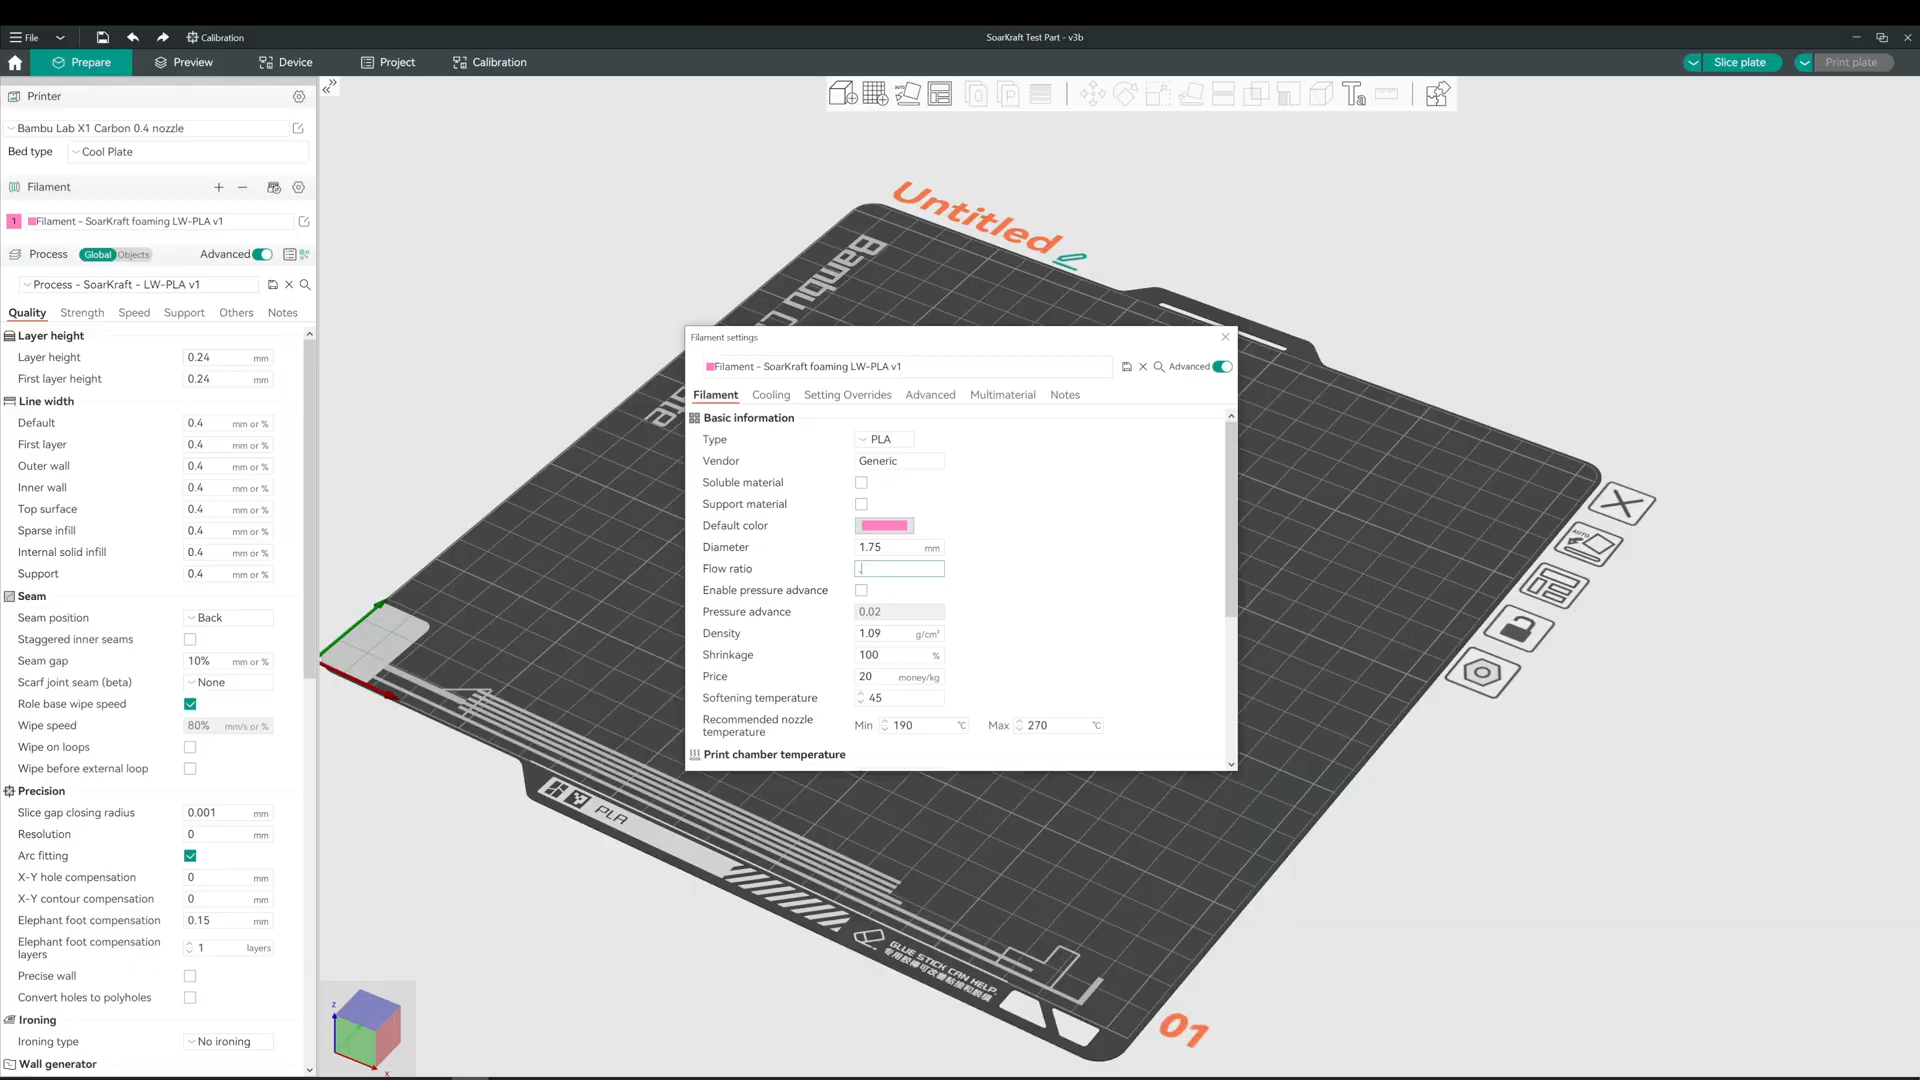 File
Calibration
SoarKraft Test Part - v3b
Prepare
Preview
Device
Project
Calibration
Slice plate
Print plate
Printer
Bambu Lab X1 Carbon 0.4 nozzle
Bed type
Cool Plate
Filament
1
Filament - SoarKraft foaming LW-PLA v1
Process
Global
Objects
Advanced
Process - SoarKraft - LW-PLA v1
Quality
Strength
Speed
Support
Others
Notes
Layer height
Layer height 0.24 mm
First layer height 0.24 mm
Line width
Default 0.4 mm or %
First layer 0.4 mm or %
Outer wall 0.4 mm or %
Inner wall 0.4 mm or %
Top surface 0.4 mm or %
Sparse infill 0.4 mm or %
Internal solid infill 0.4 mm or %
Support 0.4 mm or %
Seam
Seam position Back
Staggered inner seams
Seam gap 10% mm or %
Scarf joint seam (beta) None
Role base wipe speed
Wipe speed 80% mm/s or %
Wipe on loops
Wipe before external loop
Precision
Slice gap closing radius 0.001 mm
Resolution 0 mm
Arc fitting
X-Y hole compensation 0 mm
X-Y contour compensation 0 mm
Elephant foot compensation 0.15 mm
Elephant foot compensation
layers 1 layers
Precise wall
Convert holes to polyholes
Ironing
Ironing type No ironing
Wall generator
Untitled
Filament settings
Filament - SoarKraft foaming LW-PLA v1
Advanced
Filament
Cooling
Setting Overrides
Advanced
Multimaterial
Notes
Basic information
Type PLA
Vendor Generic
Soluble material
Support material
Default color
Diameter 1.75 mm
Flow ratio .
Enable pressure advance
Pressure advance 0.02
Density 1.09 g/cm³
Shrinkage 100 %
Price 20 money/kg
Softening temperature 45
Recommended nozzle
temperature Min 190 °C Max 270 °C
Print chamber temperature
AUTO
AUTO
PLA
GLUE STICK CAN HELP.
01
Z
X